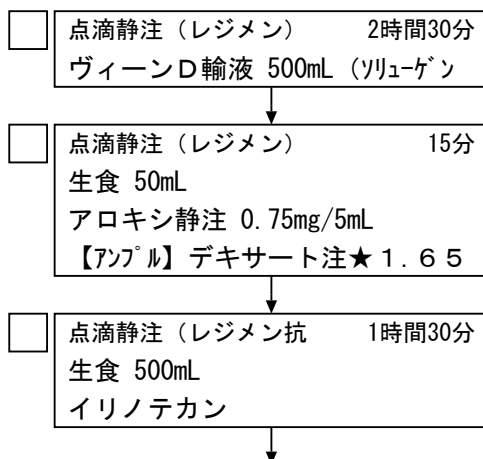 点滴静注（レジメン） 2時間30分
ヴィーンＤ輸液 500mL (ｿﾘｭｰｹﾞﾝ
点滴静注（レジメン） 15分
生食 50mL
アロキシ静注 0.75mg/5mL
【ｱﾝﾌﾟﾙ】デキサート注★１.６５
点滴静注（レジメン抗 1時間30分
生食 500mL
イリノテカン